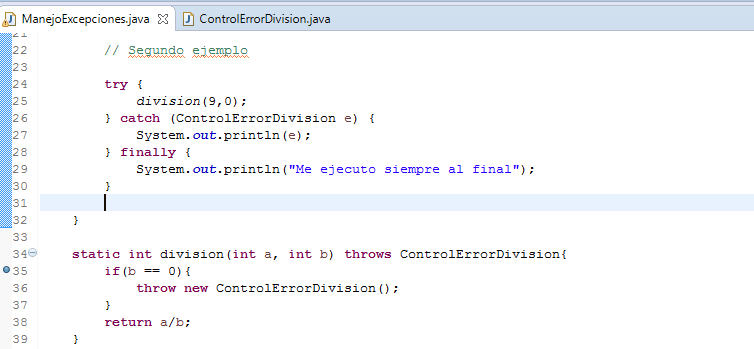 ManejoExcepciones.java ControlErrorDivision.java
21
22 // Segundo ejemplo
23
24 try {
25 division(9,0);
26 } catch (ControlErrorDivision e) {
27 System.out.println(e);
28 } finally {
29 System.out.println("Me ejecuto siempre al final");
30 }
31
32 }
33
34 static int division(int a, int b) throws ControlErrorDivision{
35 if(b == 0){
36 throw new ControlErrorDivision();
37 }
38 return a/b;
39 }